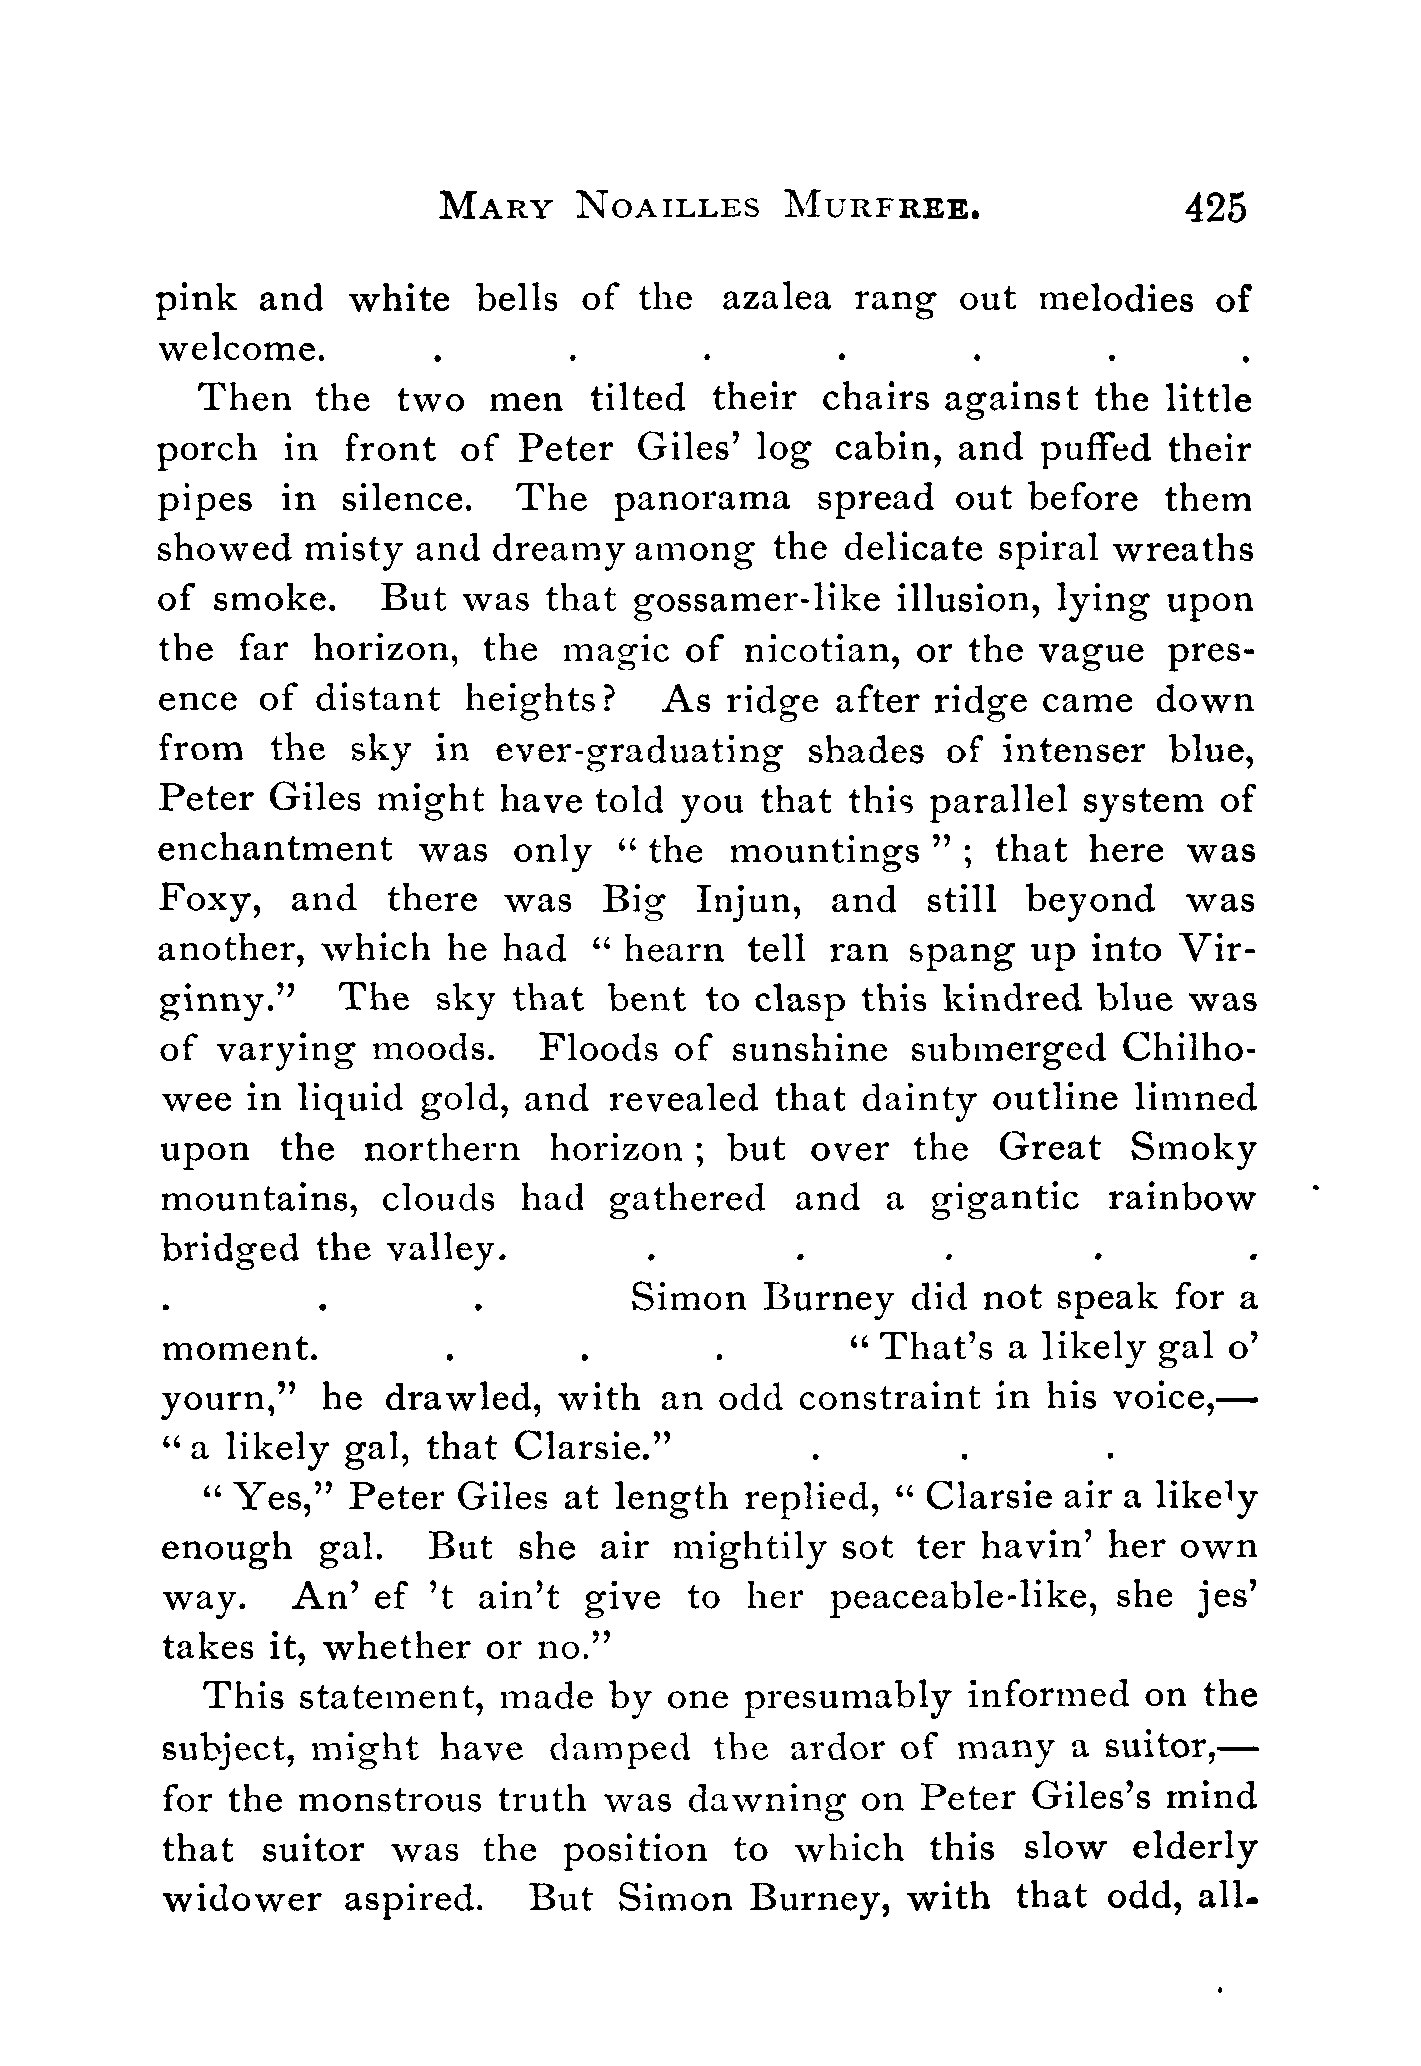 MARY NOAILLES MURFREE. 425
pink and white bells of the azalea rang out melodies of
welcome. . . . . . . .
Then the two men tilted their chairs against the little
porch in front of Peter Giles' log cabin, and puffed their
pipes in silence. The panorama spread out before them
showed misty and dreamy among the delicate spiral wreaths
of smoke. But was that gossamer-like illusion, lying upon
the far horizon, the magic of nicotian, or the vague pres-
ence of distant heights? As ridge after ridge came down
from the sky in ever-graduating shades of intenser blue,
Peter Giles might have told you that this parallel system of
enchantment was only “ the mountings ” ; that here was
Foxy, and there was Big Injun, and still beyond was
another, which he had “ hearn tell ran spang up into Vir-
ginny.” The sky that bent to clasp this kindred blue was
of varying moods. Floods of sunshine submerged Chilho-
wee in liquid gold, and revealed that dainty outline limned
upon the northern horizon ; but over the Great Smoky
mountains, clouds had gathered and a gigantic rainbow
bridged the valley. . . . . .
. . . Simon Burney did not speak for a
moment. . . . “ That's a likely gal o'
yourn,” he drawled, with an odd constraint in his voice,—
“ a likely gal, that Clarsie.” . . .
“ Yes,” Peter Giles at length replied, “ Clarsie air a likely
enough gal. But she air mightily sot ter havin' her own
way. An' ef 't ain't give to her peaceable-like, she jes'
takes it, whether or no.”
This statement, made by one presumably informed on the
subject, might have damped the ardor of many a suitor,—
for the monstrous truth was dawning on Peter Giles's mind
that suitor was the position to which this slow elderly
widower aspired. But Simon Burney, with that odd, all-